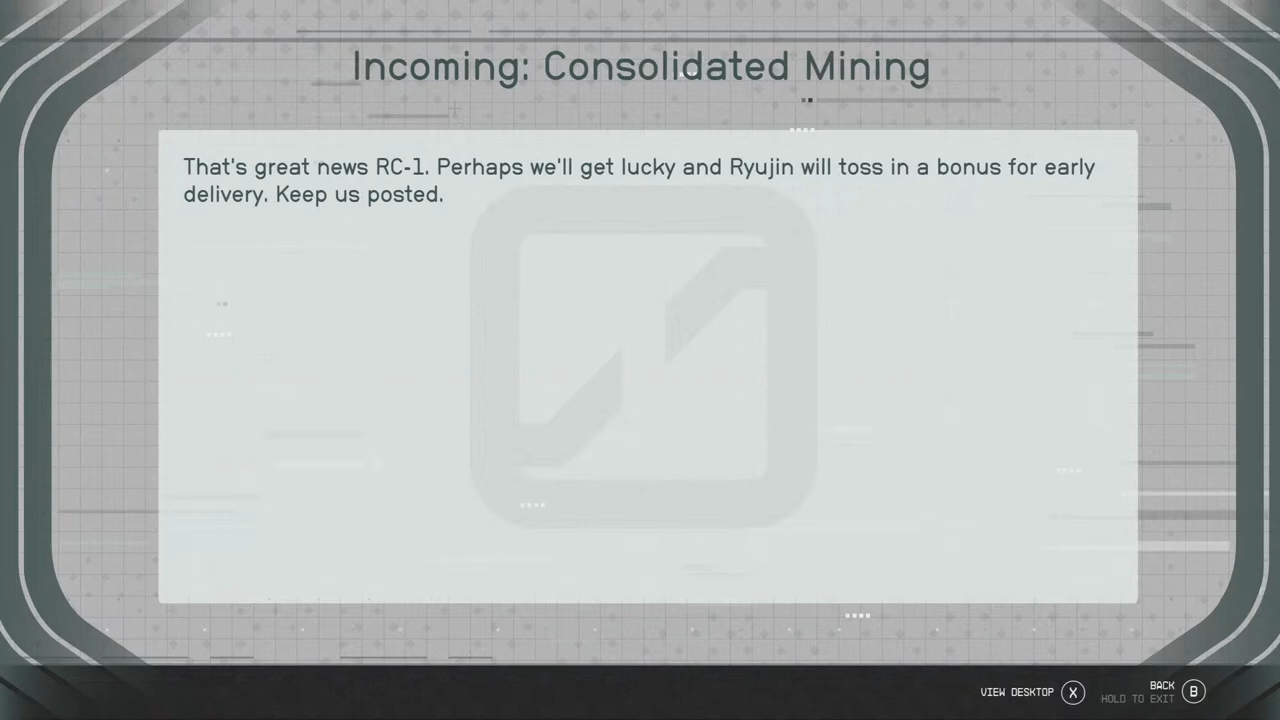 Incoming: Consolidated Mining
That's great news RC-1. Perhaps we'll get lucky and Ryujin will toss in a bonus for early
delivery. Keep us posted.
VIEW DESKTOP X
BACK
HOLD TO EXIT B